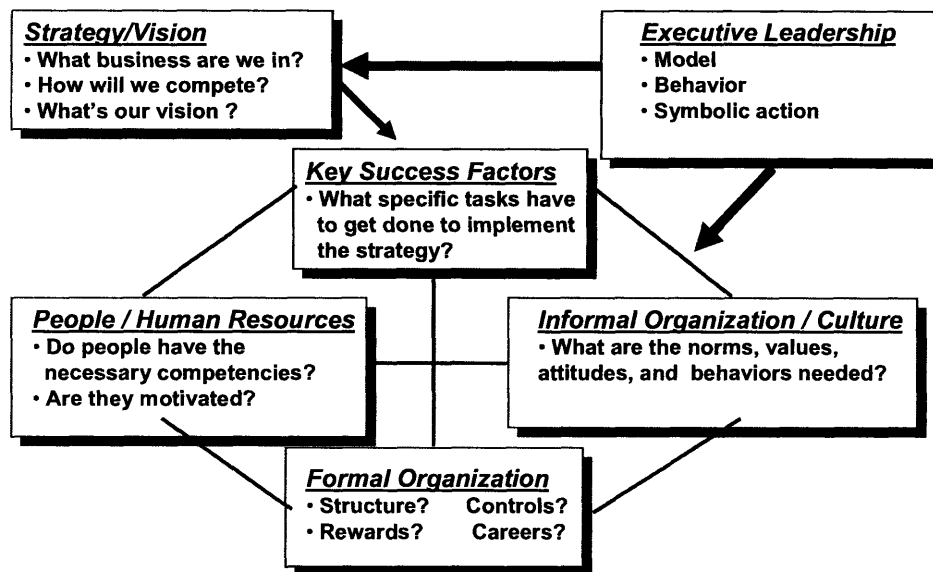 Strategy/Vision
• What business are we in?
• How will we compete?
• What's our vision ?
Executive Leadership
• Model
• Behavior
• Symbolic action
Key Success Factors
• What specific tasks have
to get done to implement
the strategy?
People / Human Resources
• Do people have the
necessary competencies?
• Are they motivated?
Informal Organization / Culture
• What are the norms, values,
attitudes, and behaviors needed?
Formal Organization
• Structure? Controls?
• Rewards? Careers?